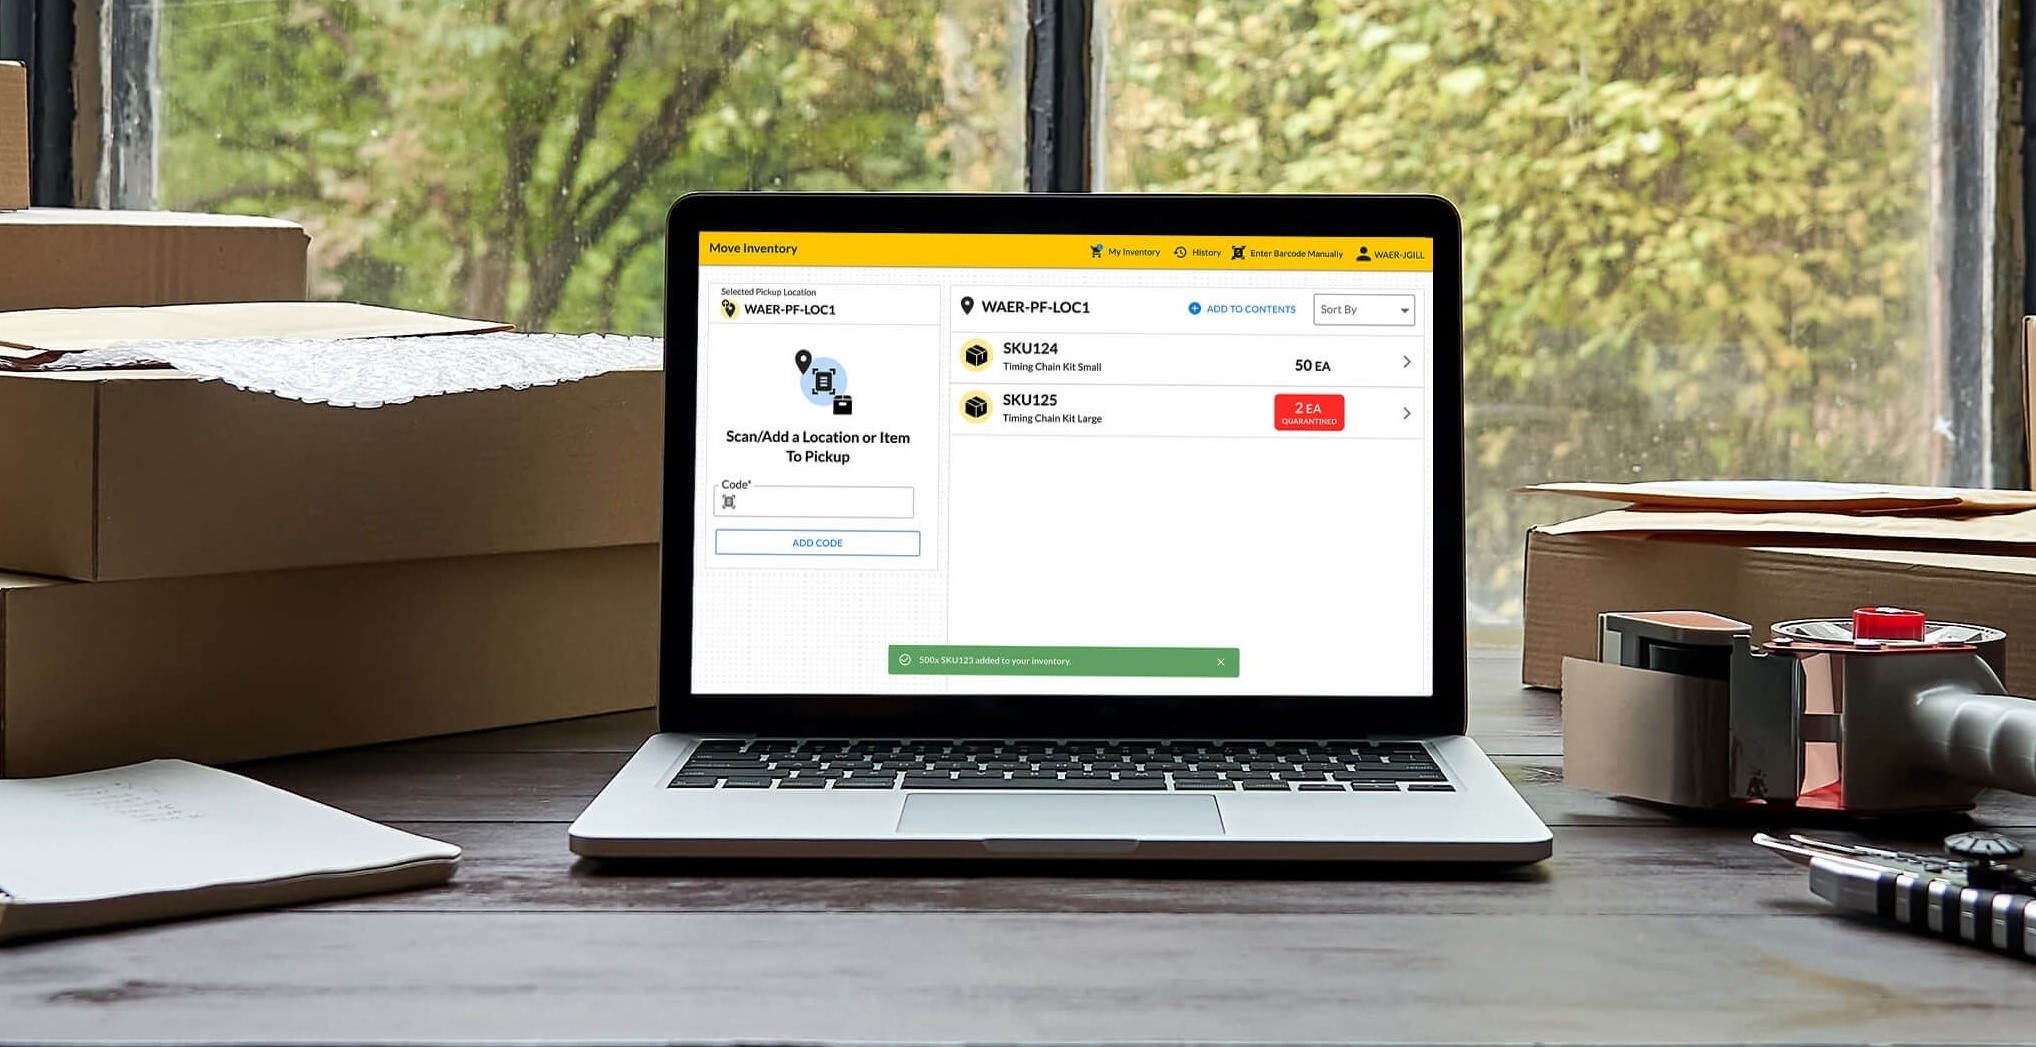 Move Inventory
My Inventory
History
Enter Barcode Manually
WAER-JGILL
Selected Pickup Location
WAER-PF-LOC1
Scan/Add a Location or Item
To Pickup
Code*
ADD CODE
WAER-PF-LOC1
ADD TO CONTENTS
Sort By
SKU124
Timing Chain Kit Small
50 EA
SKU125
Timing Chain Kit Large
2 EA
QUARANTINED
500x SKU123 added to your inventory.